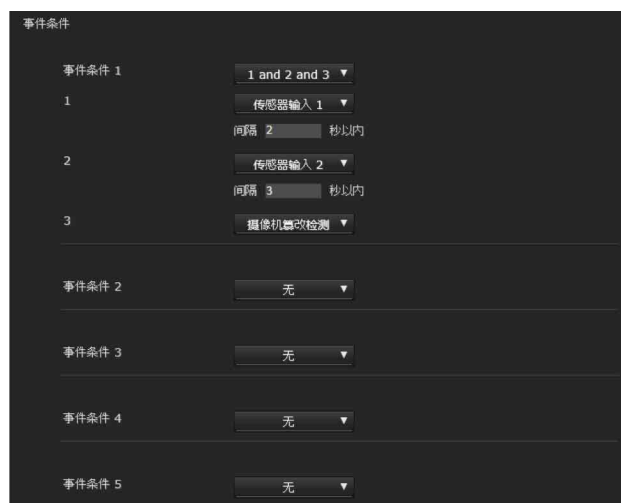 事件条件
事件条件 1 1 and 2 and 3
1 传感器输入 1
间隔 2 秒以内
2 传感器输入 2
间隔 3 秒以内
3 摄像机篡改检测
事件条件 2 无
事件条件 3 无
事件条件 4 无
事件条件 5 无